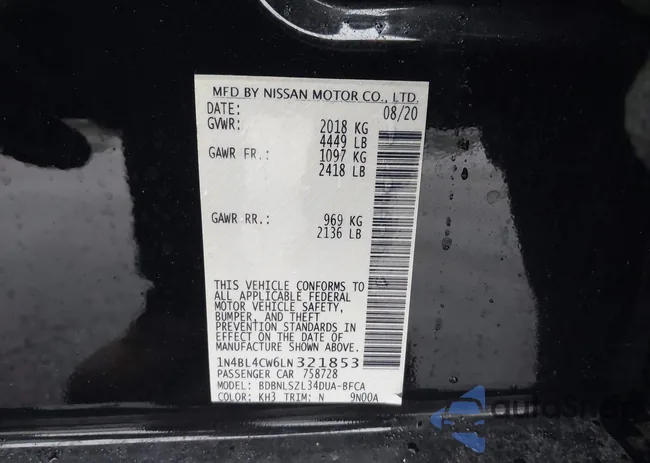 MFD BY NISSAN MOTOR CO., LTD.
DATE: 08/20
GVWR: 2018 KG
4449 LB
GAWR FR.: 1097 KG
2418 LB
GAWR RR.: 969 KG
2136 LB
THIS VEHICLE CONFORMS TO
ALL APPLICABLE FEDERAL
MOTOR VEHICLE SAFETY,
BUMPER, AND THEFT
PREVENTION STANDARDS IN
EFFECT ON THE DATE OF
MANUFACTURE SHOWN ABOVE.
1N4BL4CW6LN321853
PASSENGER CAR 758728
MODEL: BDBNLSZL34DUA-BFCA
COLOR: KH3 TRIM: N 9N00A